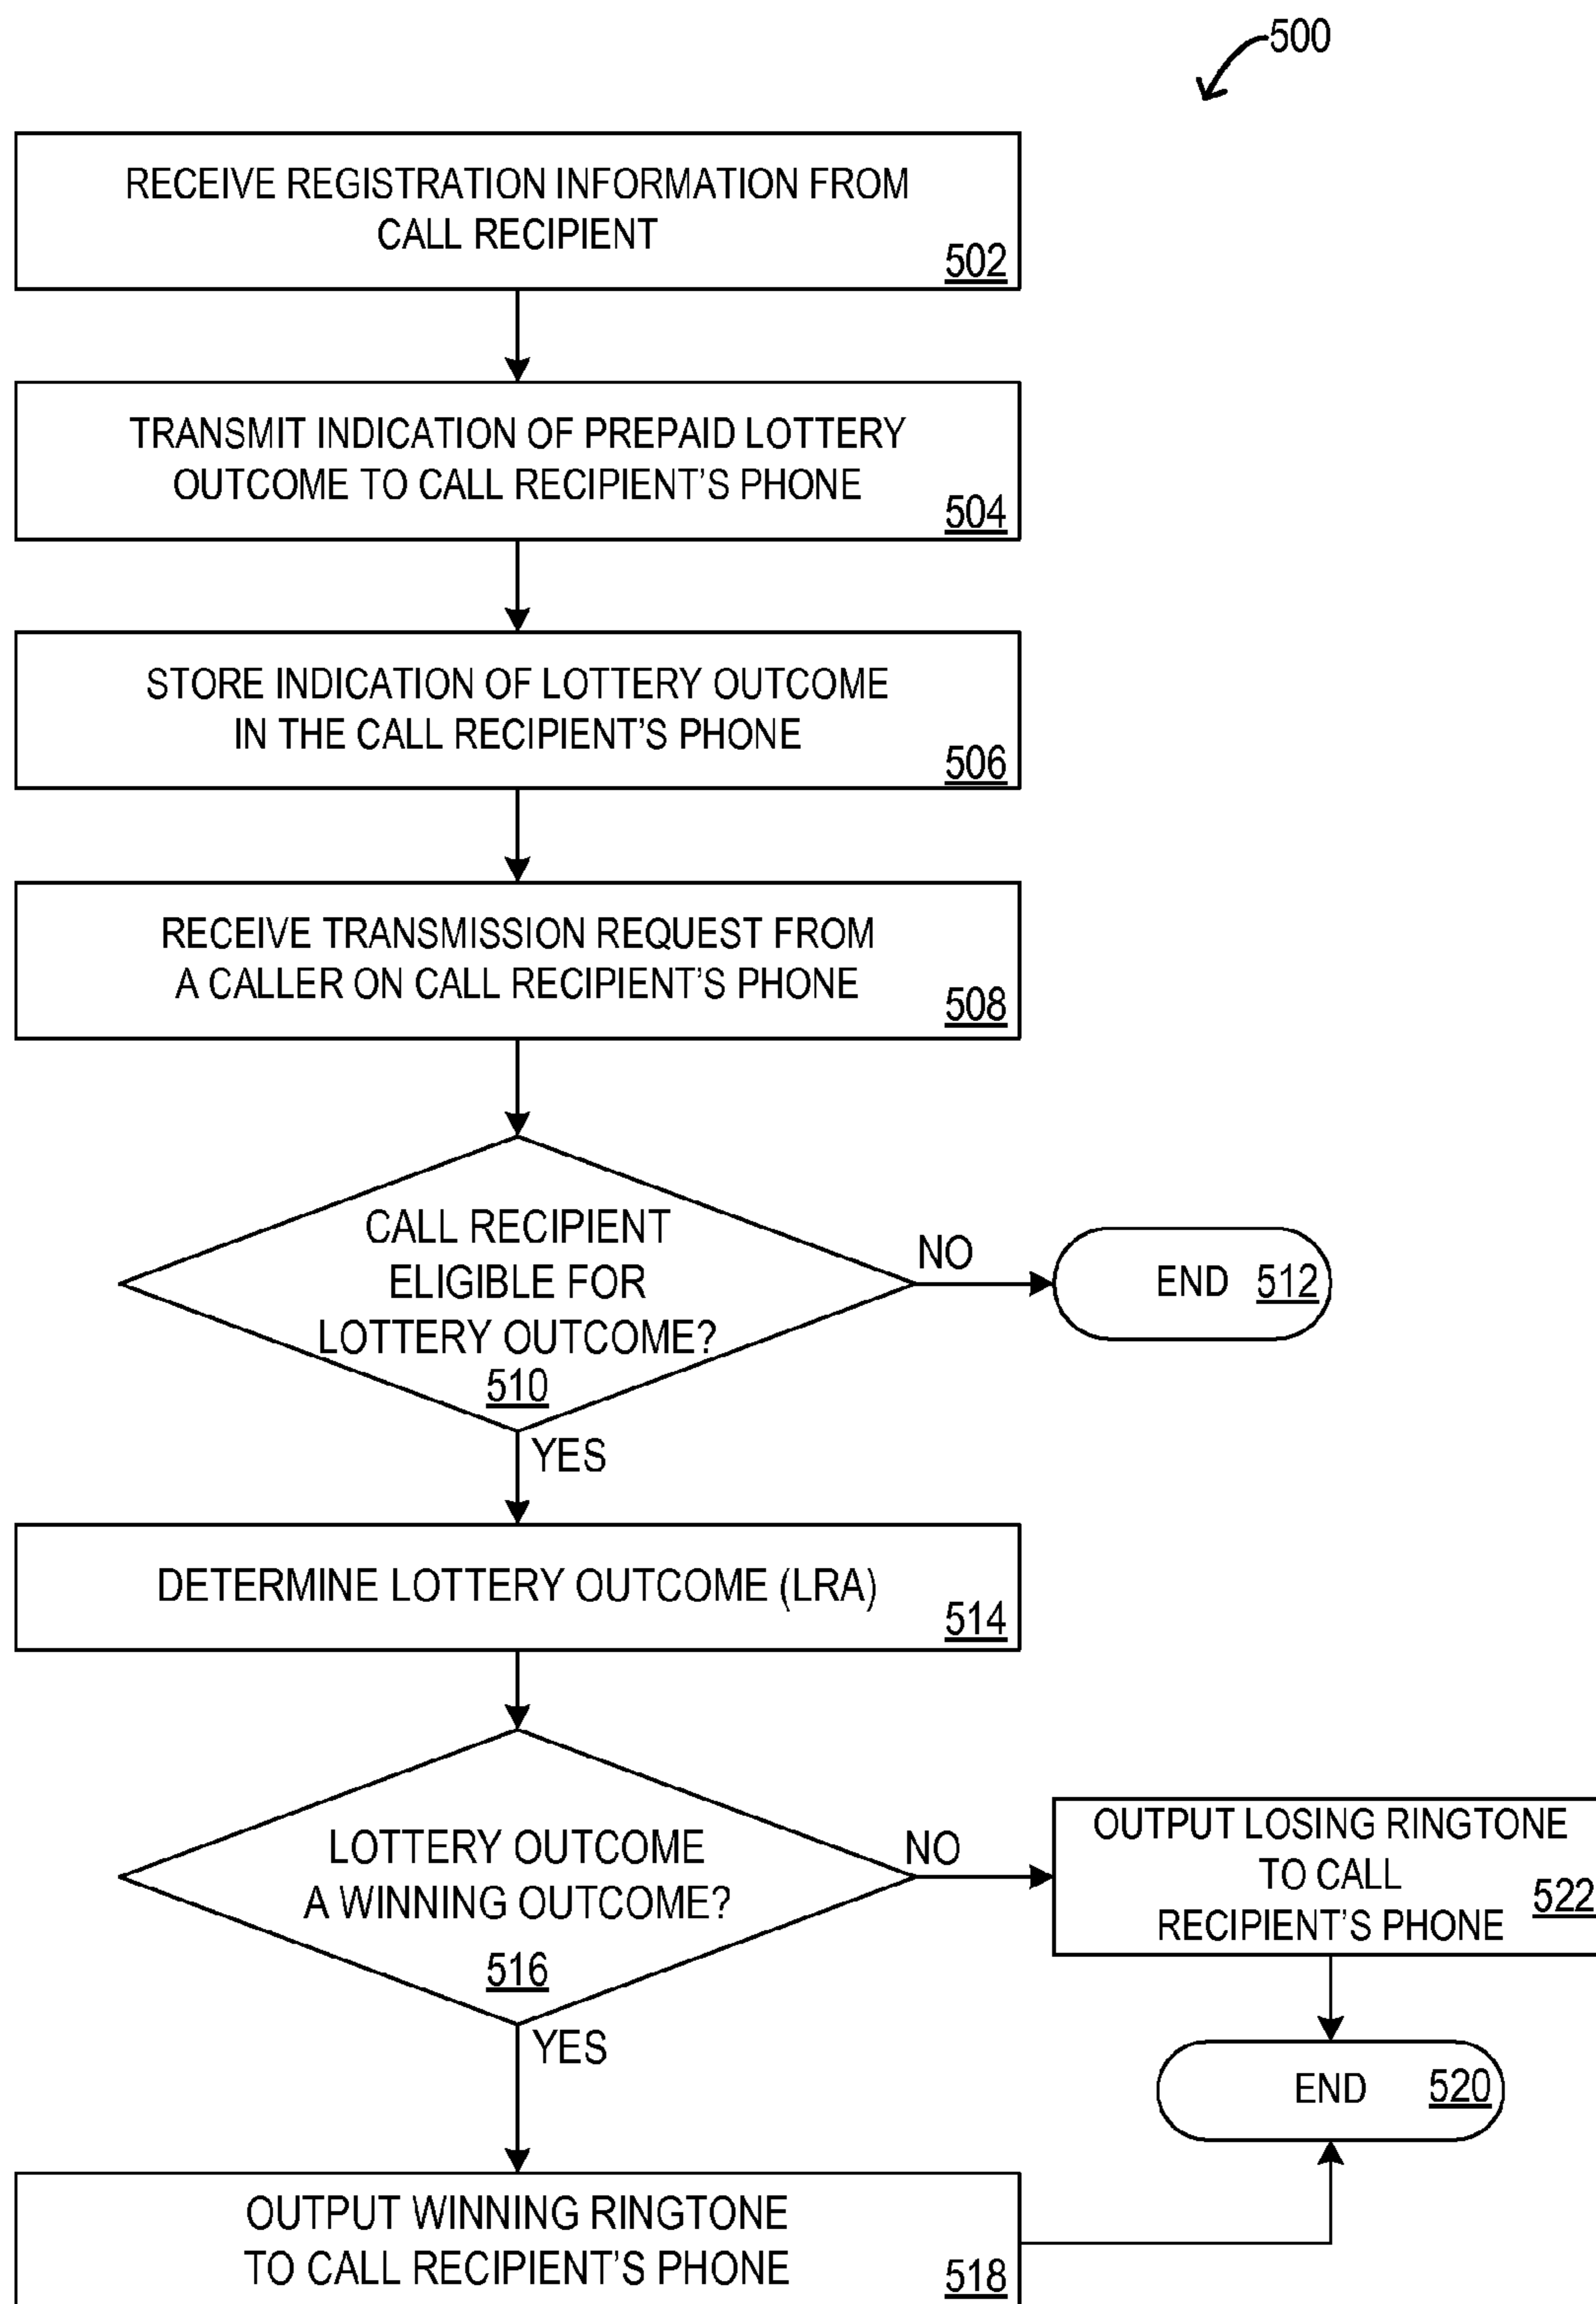 500
RECEIVE REGISTRATION INFORMATION FROM
CALL RECIPIENT
502
TRANSMIT INDICATION OF PREPAID LOTTERY
OUTCOME TO CALL RECIPIENT'S PHONE
504
STORE INDICATION OF LOTTERY OUTCOME
IN THE CALL RECIPIENT'S PHONE
506
RECEIVE TRANSMISSION REQUEST FROM
A CALLER ON CALL RECIPIENT'S PHONE
508
CALL RECIPIENT
ELIGIBLE FOR
LOTTERY OUTCOME?
510
NO
END 512
YES
DETERMINE LOTTERY OUTCOME (LRA)
514
LOTTERY OUTCOME
A WINNING OUTCOME?
516
NO
OUTPUT LOSING RINGTONE
TO CALL
RECIPIENT'S PHONE
522
YES
END 520
OUTPUT WINNING RINGTONE
TO CALL RECIPIENT'S PHONE
518